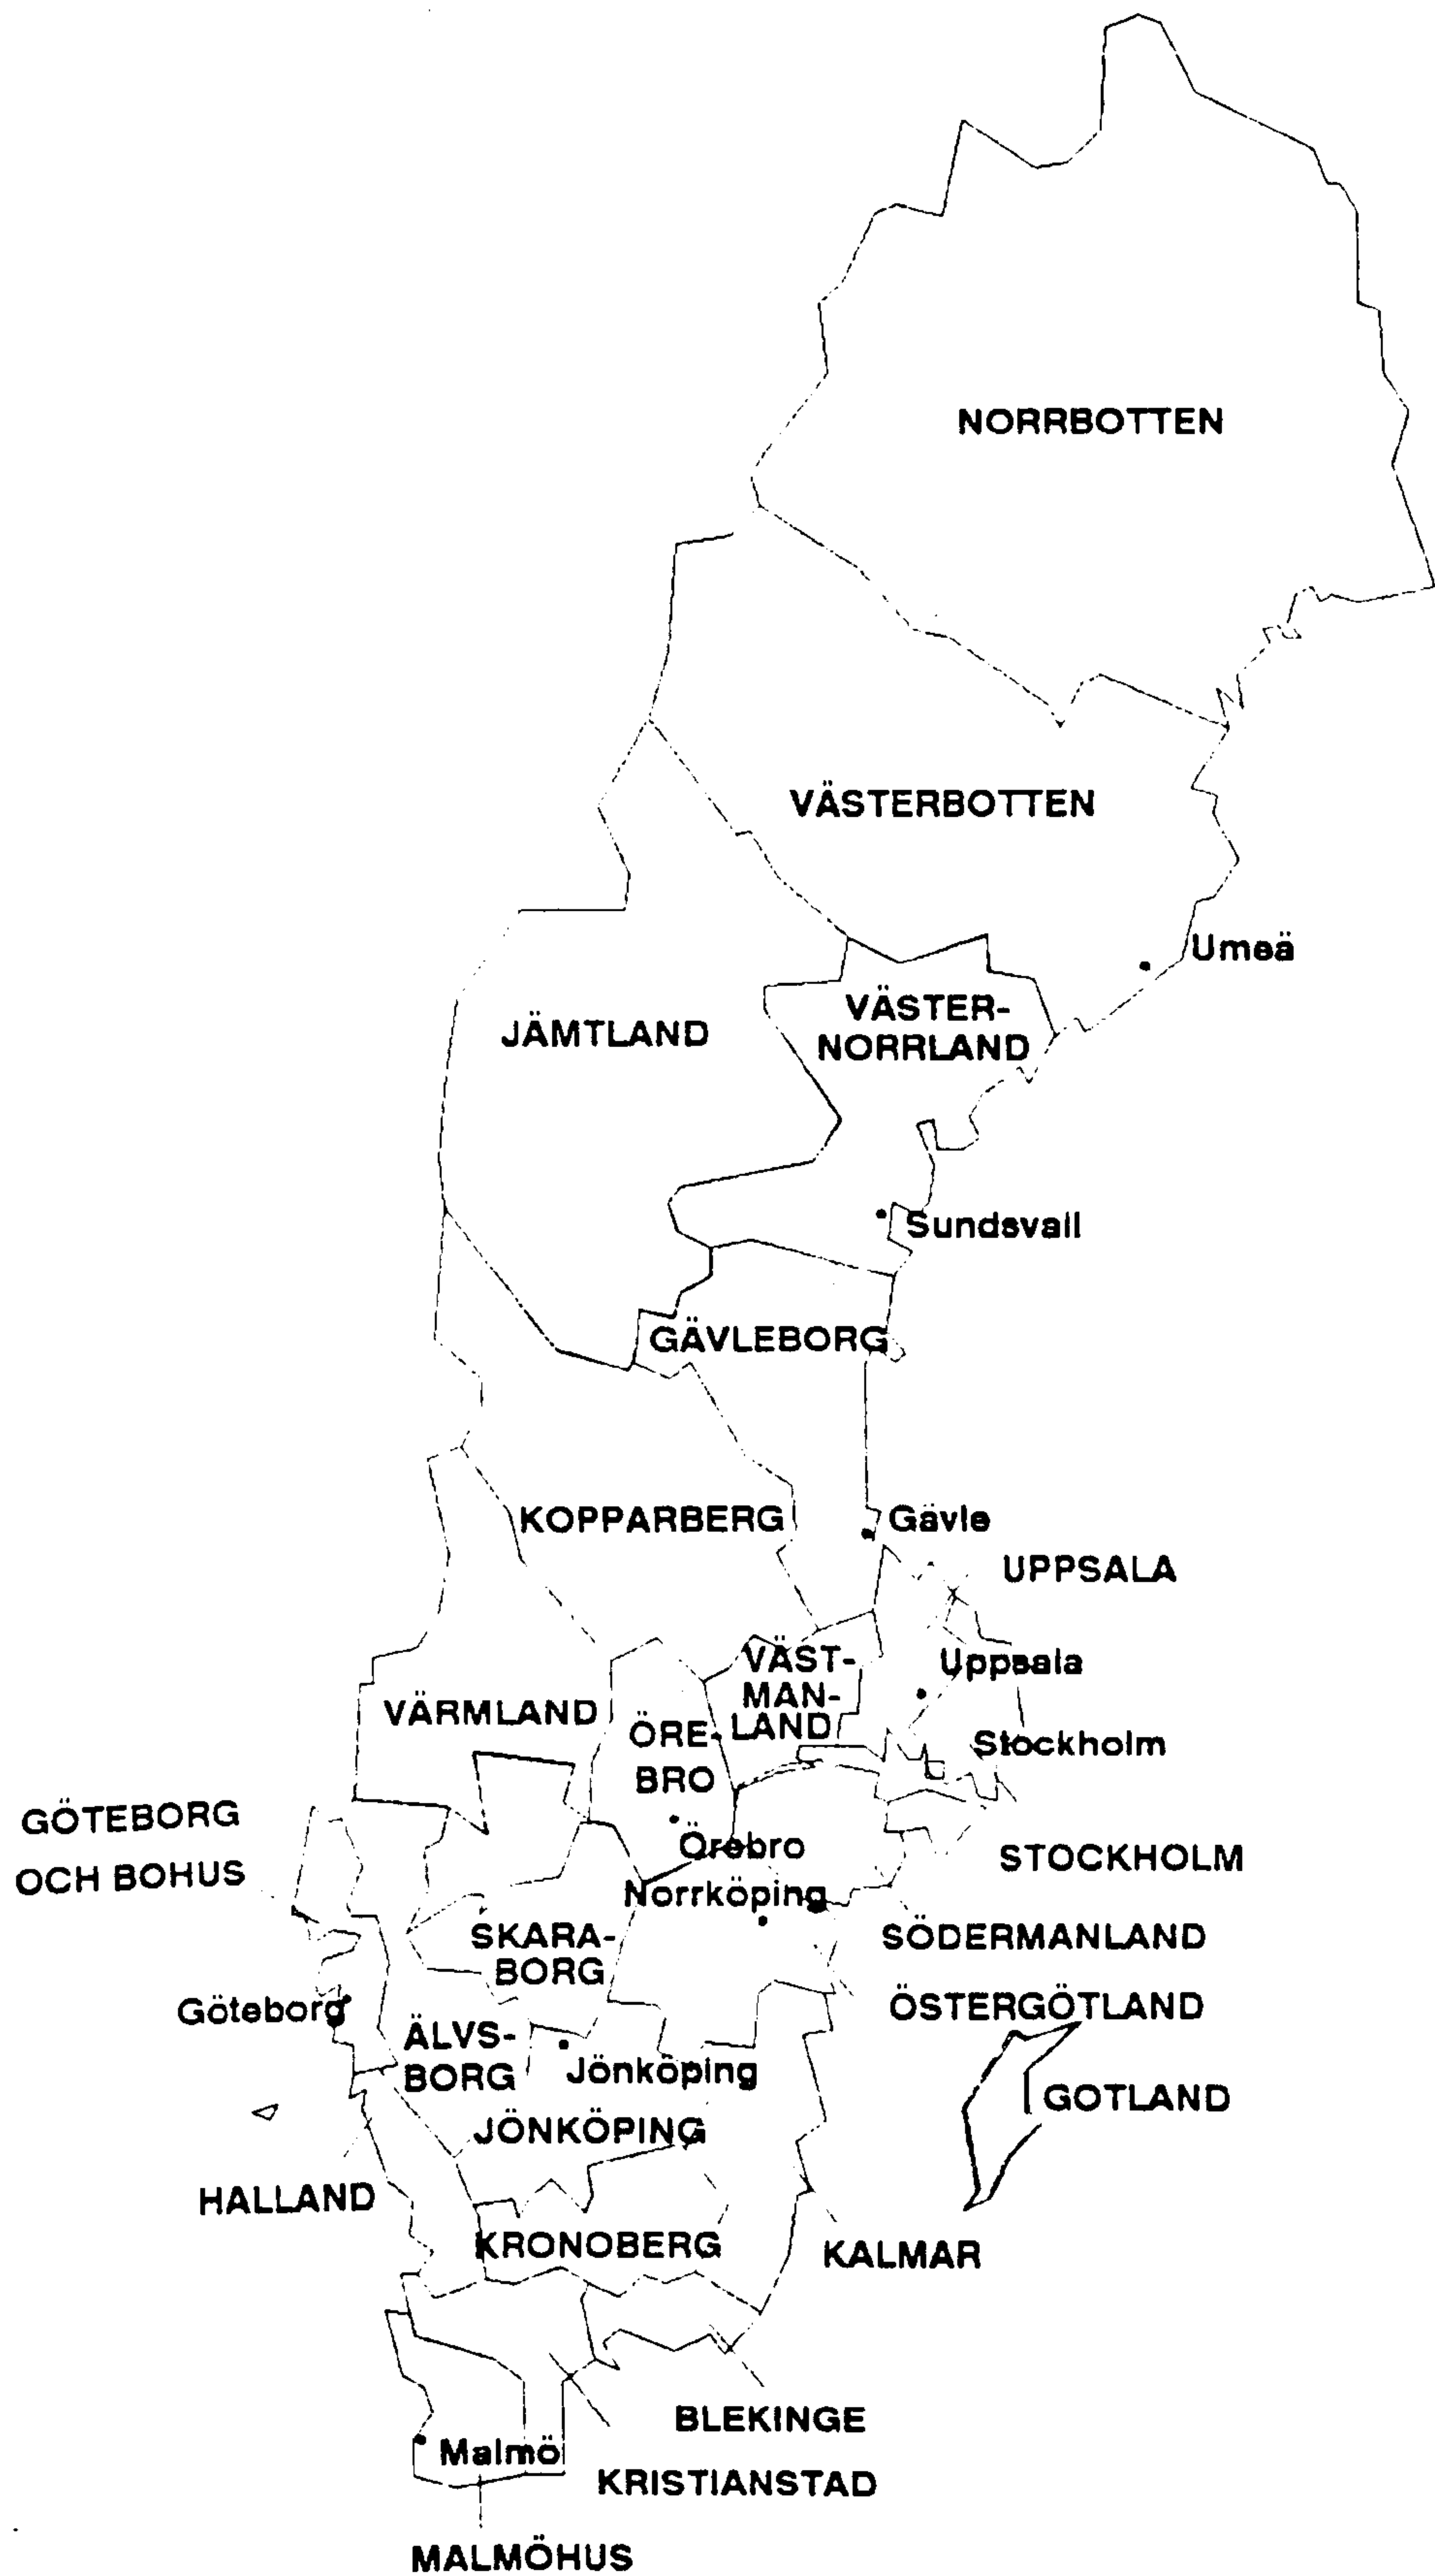 NORRBOTTEN
VÄSTERBOTTEN
Umeä
VÄSTER-
NORRLAND
JÄMTLAND
Sundsvall
GÄVLEBORG
KOPPARBERG
Gävle
UPPSALA
VÄST-
MAN-
LAND
Uppsala
VÄRMLAND
ÖRE-
BRO
Stockholm
GÖTEBORG
OCH BOHUS
Örebro
STOCKHOLM
Norrköping
SKARA-
BORG
SÖDERMANLAND
Göteborg
ÖSTERGÖTLAND
ÄLVS-
BORG
Jönköping
GOTLAND
JÖNKÖPING
HALLAND
KRONOBERG
KALMAR
BLEKINGE
Malmö
KRISTIANSTAD
MALMÖHUS